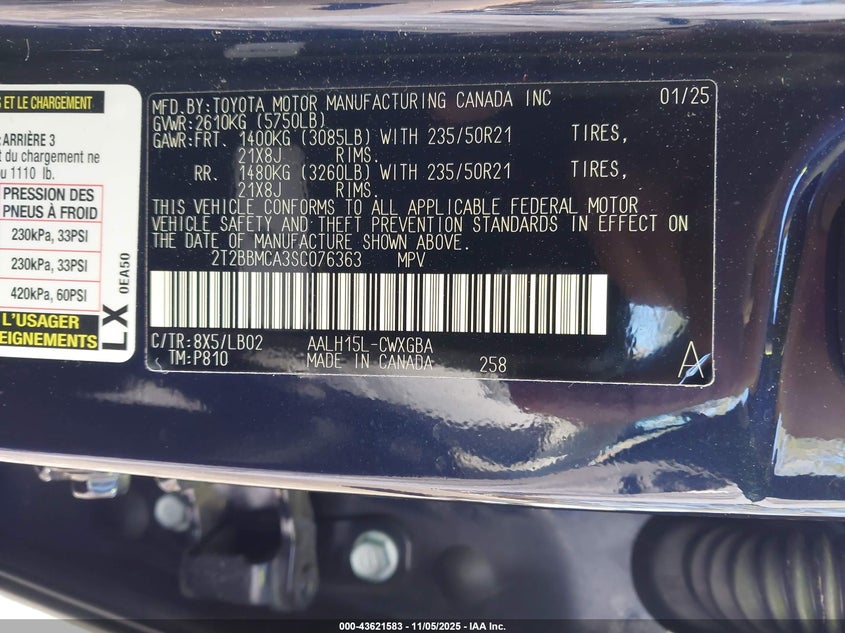 S ET LE CHARGEMENT
ARRIÈRE 3
t du chargement ne
u 1110 lb.
PRESSION DES
PNEUS À FROID
230kPa, 33PSI
230kPa, 33PSI
420kPa, 60PSI
L'USAGER
EIGNEMENTS
LX 0EA50
MFD.BY:TOYOTA MOTOR MANUFACTURING CANADA INC 01/25
GVWR:2610KG (5750LB)
GAWR:FRT. 1400KG (3085LB) WITH 235/50R21 TIRES,
21X8J RIMS.
RR. 1480KG (3260LB) WITH 235/50R21 TIRES,
21X8J RIMS.
THIS VEHICLE CONFORMS TO ALL APPLICABLE FEDERAL MOTOR
VEHICLE SAFETY AND THEFT PREVENTION STANDARDS IN EFFECT ON
THE DATE OF MANUFACTURE SHOWN ABOVE.
2T2BBMCA3SC076363 MPV
C/TR:8X5/LB02 AALH15L-CWXGBA
TM:P810 MADE IN CANADA 258 A
000-43621583 - 11/05/2025 - IAA Inc.